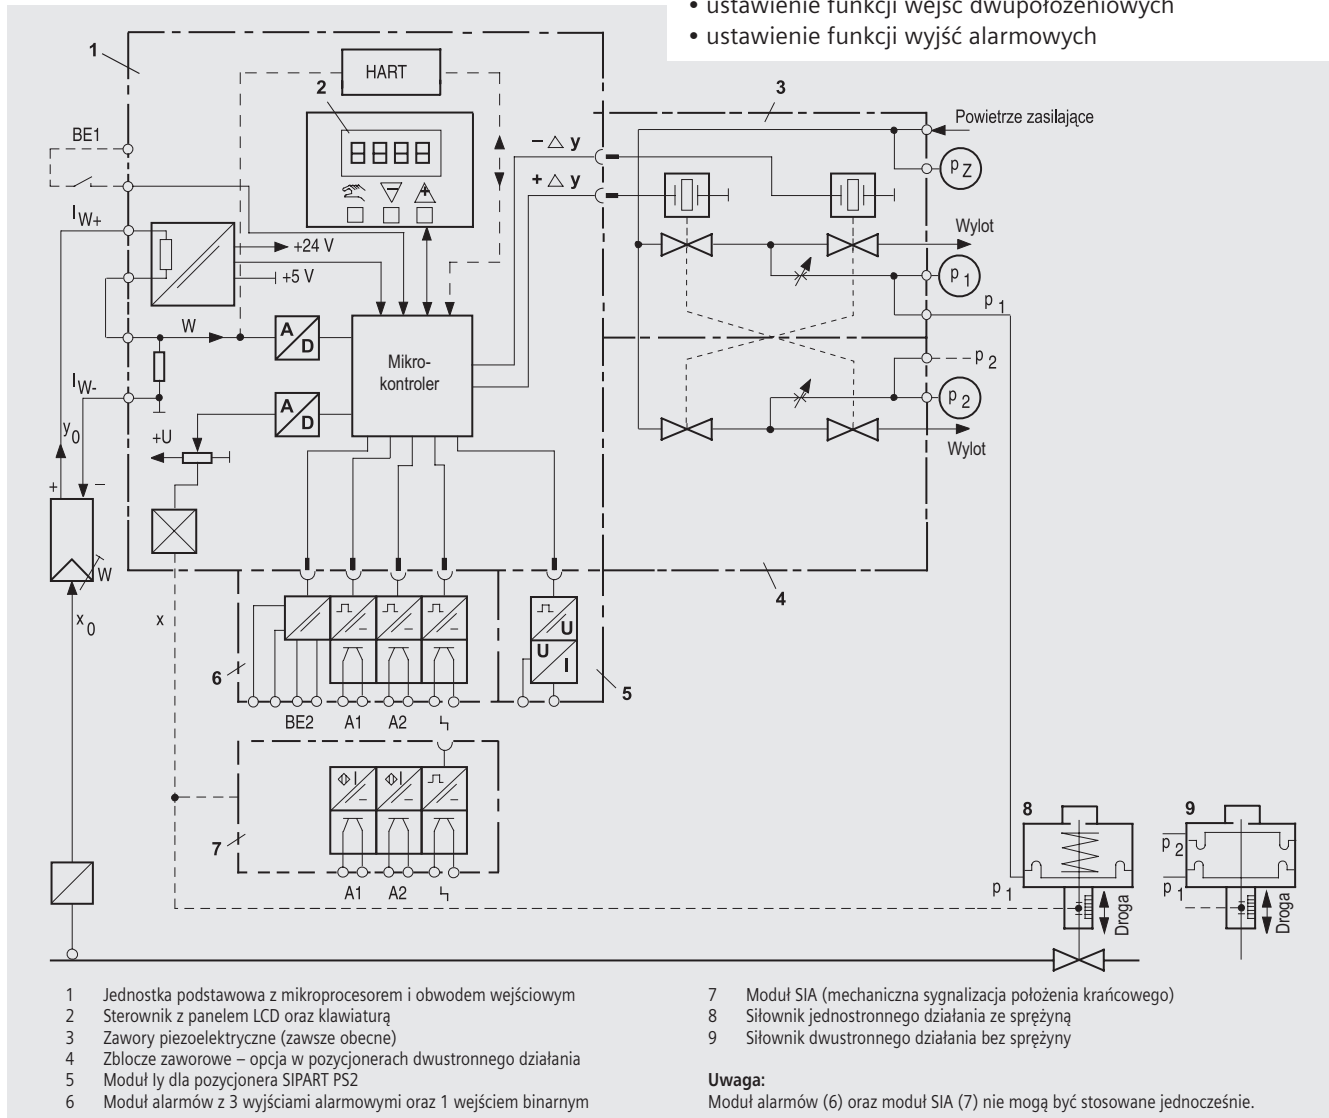 • ustawienie funkcji wejść dwupołożeniowych
• ustawienie funkcji wyjść alarmowych
1
HART
2
3
BE1
Powietrze zasilające
− △ y
+ △ y
p Z
I W+
+24 V
+5 V
Wylot
p 1
p 1
W
A
D
Mikro-
kontroler
p 2
I W-
A
D
p 2
y 0
+U
Wylot
+
−
W
4
x 0
x
U
U
I
6
5
BE2
A1
A2
7
A1
A2
8
9
p 2
p 1
p 1
Droga
Droga
1 Jednostka podstawowa z mikroprocesorem i obwodem wejściowym
2 Sterownik z panelem LCD oraz klawiaturą
3 Zawory piezoelektryczne (zawsze obecne)
4 Zblocze zaworowe – opcja w pozycjonerach dwustronnego działania
5 Moduł Iy dla pozycjonera SIPART PS2
6 Moduł alarmów z 3 wyjściami alarmowymi oraz 1 wejściem binarnym
7 Moduł SIA (mechaniczna sygnalizacja położenia krańcowego)
8 Siłownik jednostronnego działania ze sprężyną
9 Siłownik dwustronnego działania bez sprężyny
Uwaga:
Moduł alarmów (6) oraz moduł SIA (7) nie mogą być stosowane jednocześnie.